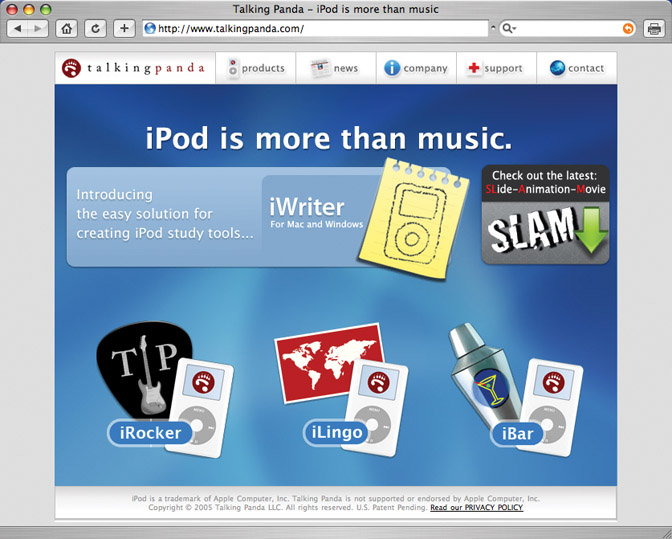 Talking Panda – iPod is more than music
http://www.talkingpanda.com/
Q
talkingpanda
products
news
company
support
contact
iPod is more than music.
Introducing
the easy solution for
creating iPod study tools...
iWriter
For Mac and Windows
Check out the latest:
SLide-Animation-Movie
SLAM
T P
iRocker
MENU
iLingo
MENU
iBar
MENU
iPod is a trademark of Apple Computer, Inc. Talking Panda is not supported or endorsed by Apple Computer, Inc.
Copyright © 2005 Talking Panda LLC. All rights reserved. U.S. Patent Pending. Read our PRIVACY POLICY